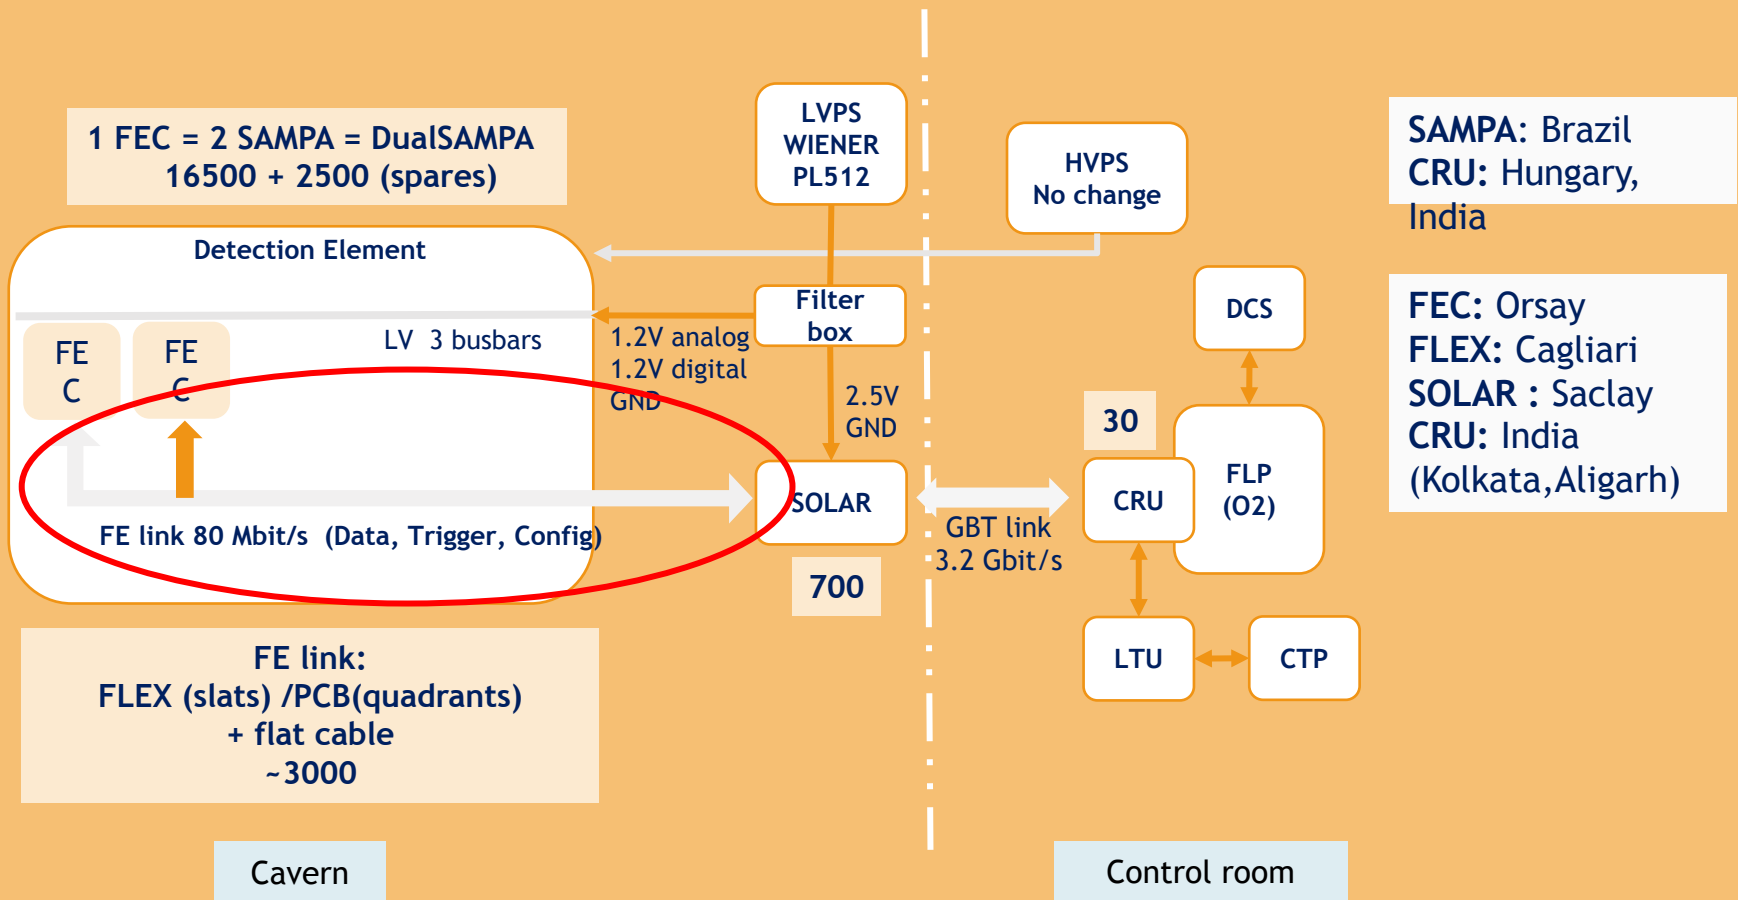 1 FEC = 2 SAMPA = DualSAMPA
16500 + 2500 (spares)
LVPS
WIENER
PL512
HVPS
No change
SAMPA: Brazil
CRU: Hungary,
India
Detection Element
Filter
box
DCS
FEC: Orsay
FLEX: Cagliari
SOLAR : Saclay
CRU: India
(Kolkata,Aligarh)
FE
C
FE
C
LV 3 busbars
1.2V analog
1.2V digital
GND
2.5V
GND
30
FLP
(O2)
CRU
SOLAR
GBT link
3.2 Gbit/s
FE link 80 Mbit/s (Data, Trigger, Config)
700
FE link:
FLEX (slats) /PCB(quadrants)
+ flat cable
~3000
LTU
CTP
Cavern
Control room